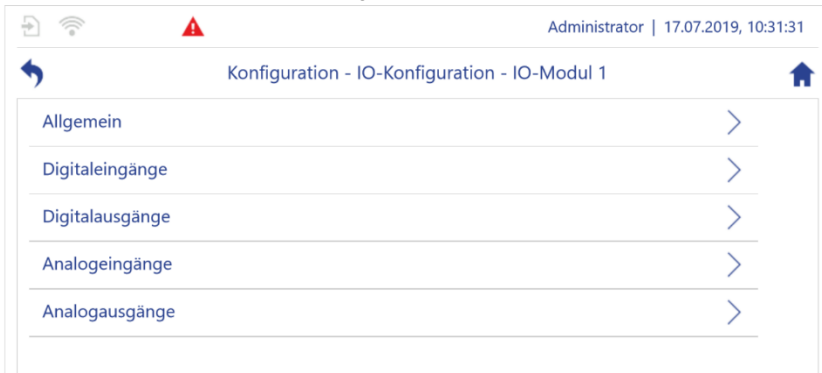 Administrator | 17.07.2019, 10:31:31
Konfiguration - IO-Konfiguration - IO-Modul 1
Allgemein
Digitaleingänge
Digitalausgänge
Analogeingänge
Analogausgänge